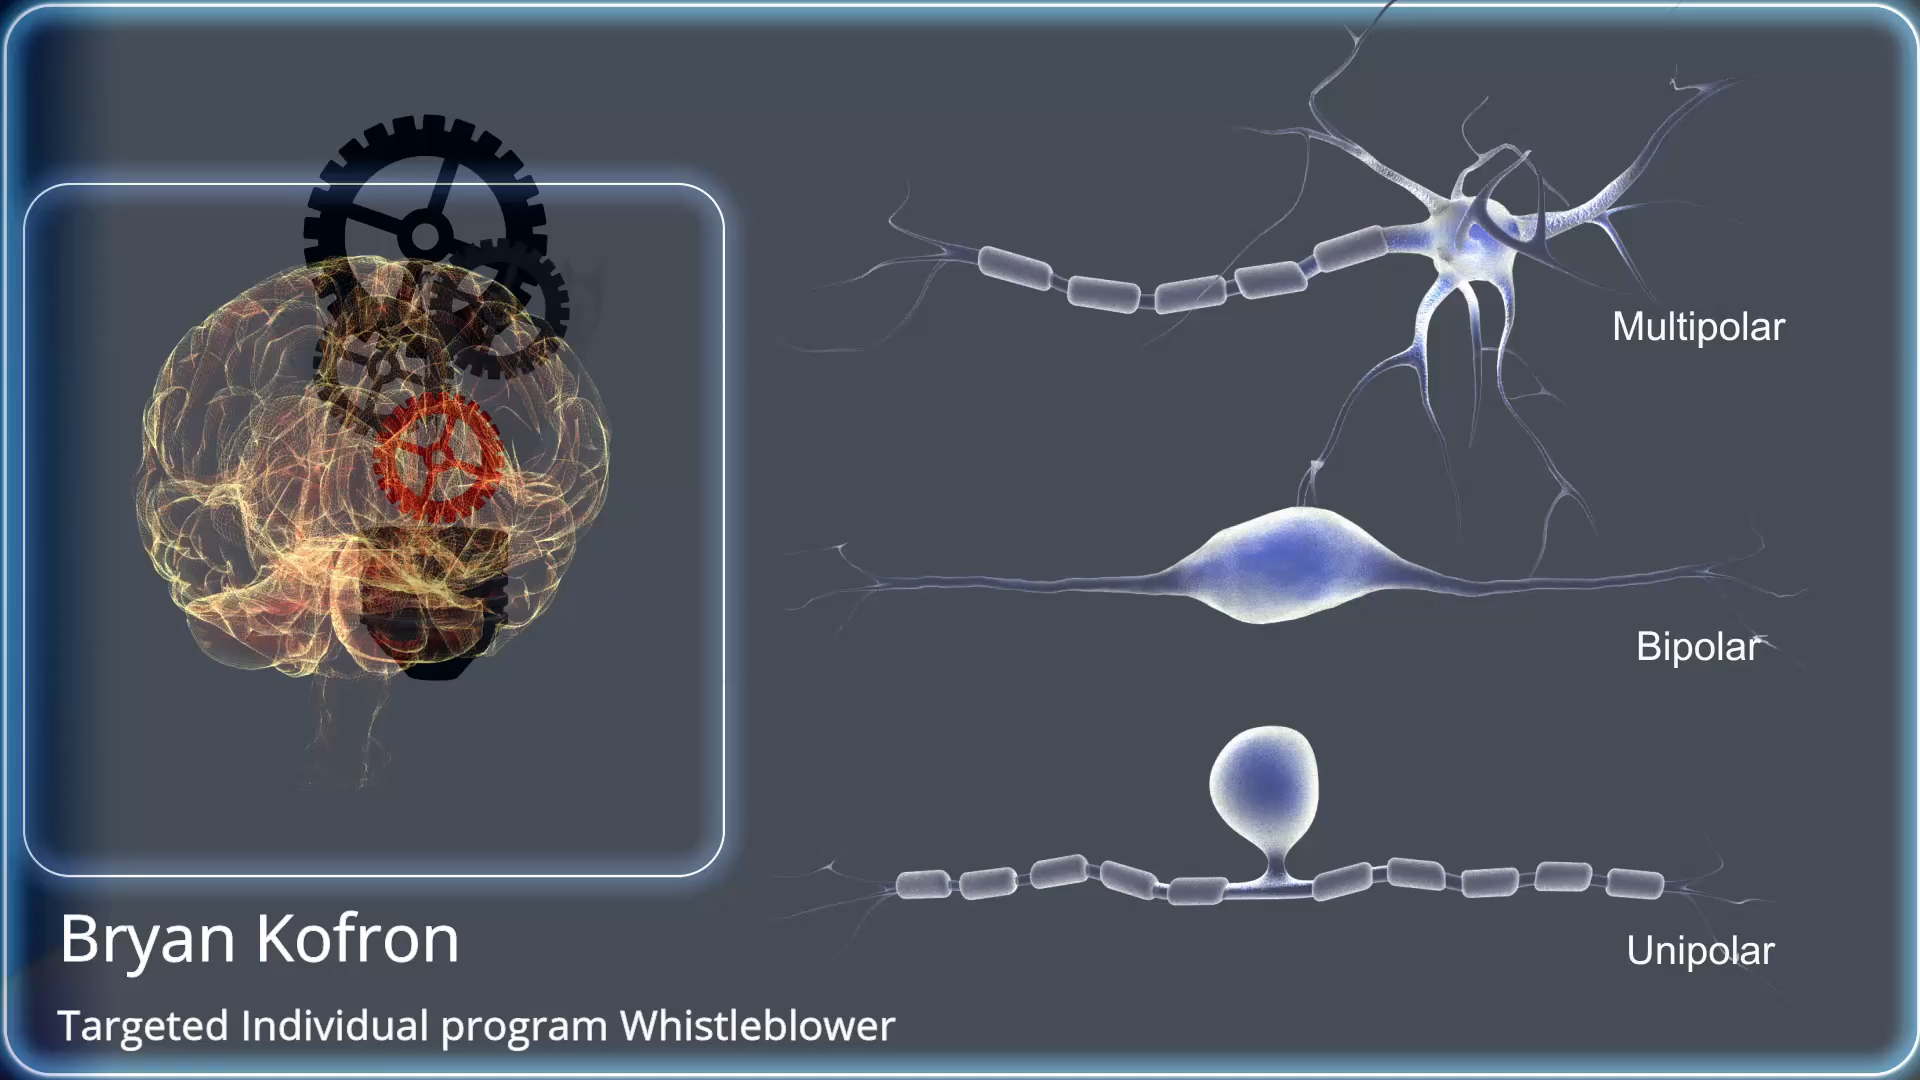 Multipolar
Bipolar
Unipolar
Bryan Kofron
Targeted Individual program Whistleblower